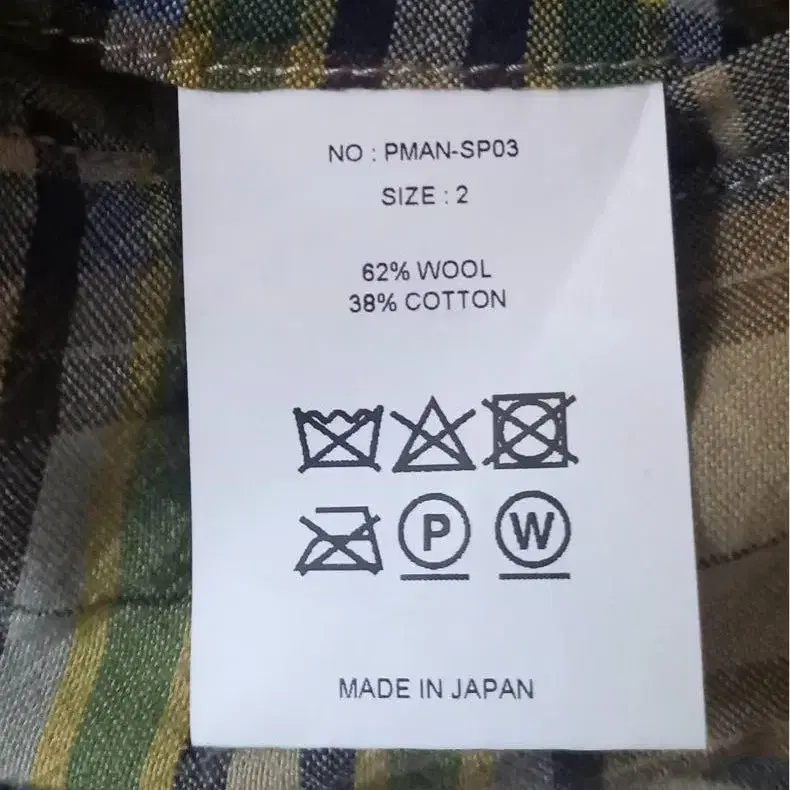 NO : PMAN-SP03
SIZE : 2
62% WOOL
38% COTTON
P W
MADE IN JAPAN